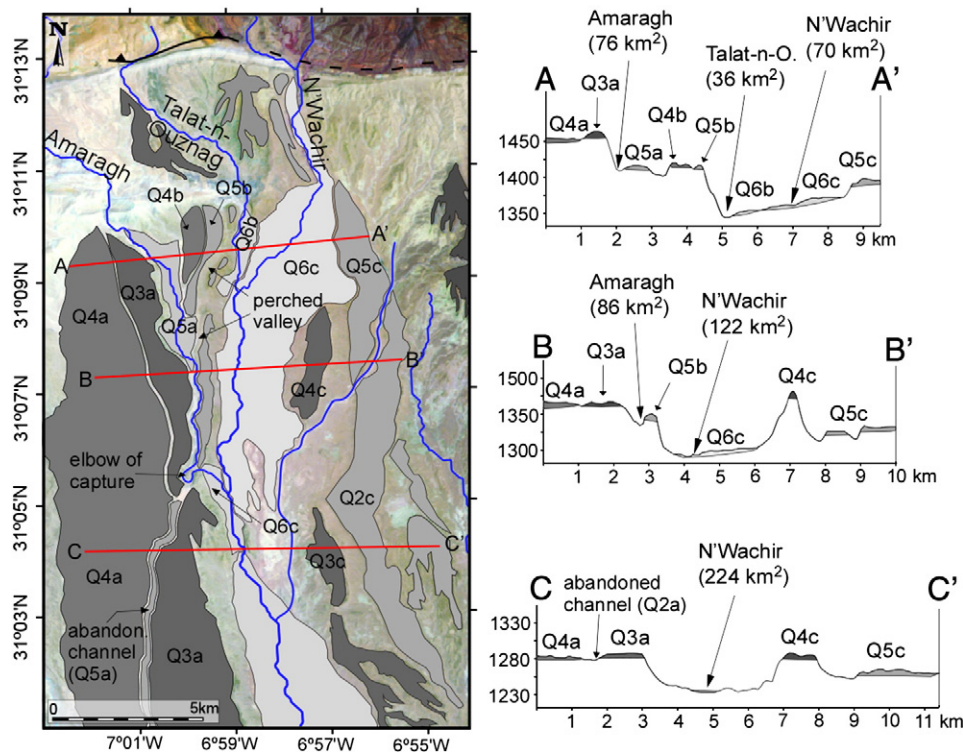 N
31°13'N
31°11'N
31°09'N
31°07'N
31°05'N
31°03'N
7°01'W
6°59'W
6°57'W
6°55'W
Amaragh
Talat-n-
Ouznag
N'Wachir
Q4b
Q5b
Q6b
A
A'
Q3a
Q4a
Q5a
perched
valley
Q6c
Q5c
B
B'
Q4c
elbow of
capture
Q6c
Q2c
C
C'
Q3c
Q4a
Q3a
abandon.
channel
(Q5a)
0
5km
Amaragh
(76 km²)
N'Wachir
(70 km²)
Talat-n-O.
(36 km²)
A
A'
Q3a
Q4a
Q4b
Q5b
Q5a
Q6b
Q6c
Q5c
1450
1400
1350
1 2 3 4 5 6 7 8 9 km
Amaragh
(86 km²)
N'Wachir
(122 km²)
B
B'
Q3a
Q4a
Q5b
Q4c
Q6c
Q5c
1500
1350
1300
1 2 3 4 5 6 7 8 9 10
km
N'Wachir
(224 km²)
C
C'
abandoned
channel (Q2a)
Q4a
Q3a
Q4c
Q5c
1330
1280
1230
1 2 3 4 5 6 7 8 9 10 11 km